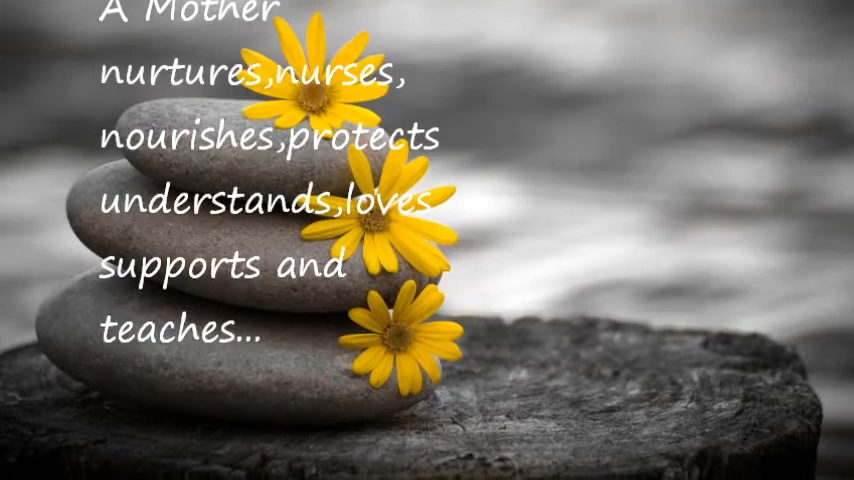 A Mother
nurtures,nurses,
nourishes,protects
understands,loves
supports and
teaches...